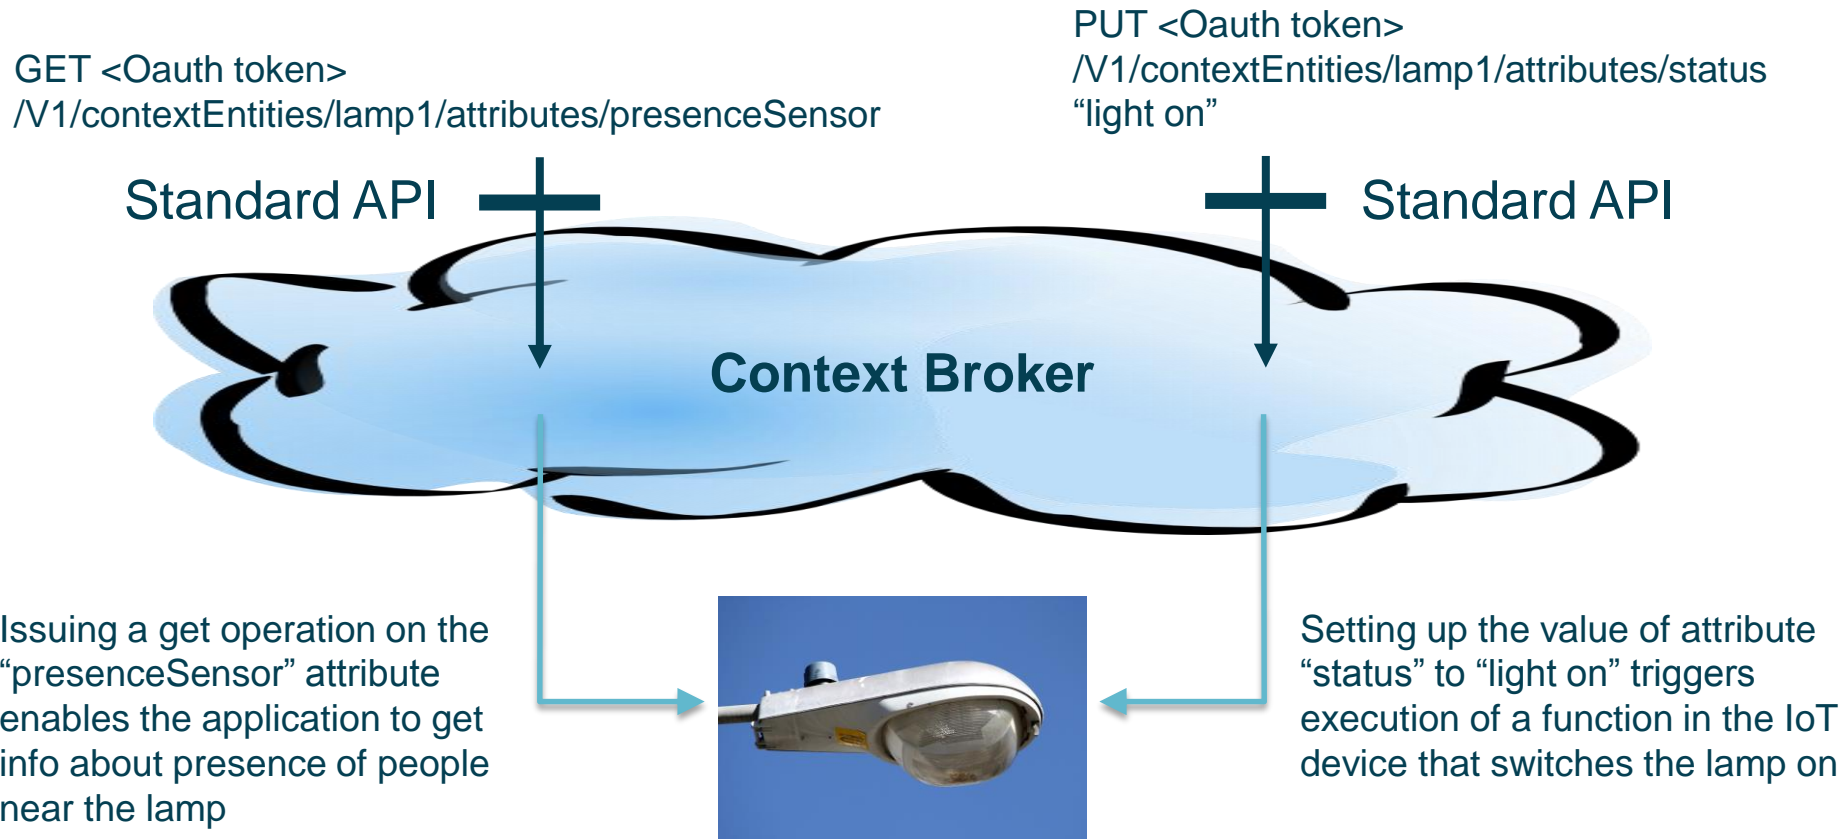 GET <Oauth token>
/V1/contextEntities/lamp1/attributes/presenceSensor
PUT <Oauth token>
/V1/contextEntities/lamp1/attributes/status
“light on”
Standard API
Standard API
Context Broker
Issuing a get operation on the
“presenceSensor” attribute
enables the application to get
info about presence of people
near the lamp
Setting up the value of attribute
“status” to “light on” triggers
execution of a function in the IoT
device that switches the lamp on